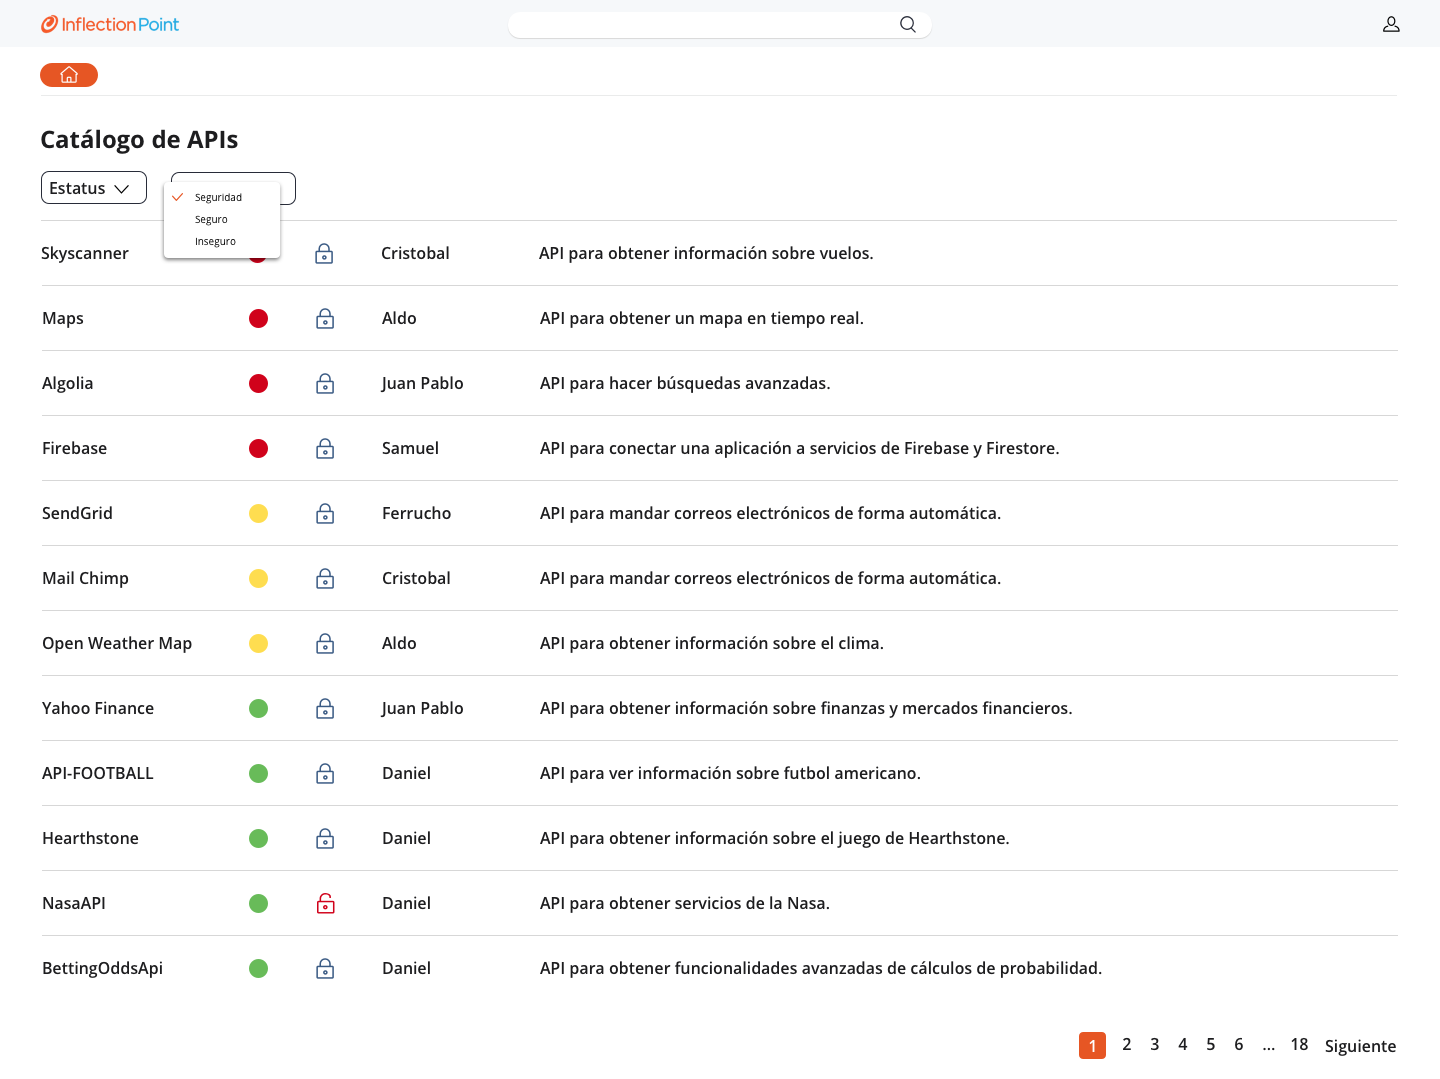 InflectionPoint
Catálogo de APIs
Estatus
Seguridad
Seguro
Inseguro
Skyscanner Cristobal API para obtener información sobre vuelos.
Maps Aldo API para obtener un mapa en tiempo real.
Algolia Juan Pablo API para hacer búsquedas avanzadas.
Firebase Samuel API para conectar una aplicación a servicios de Firebase y Firestore.
SendGrid Ferrucho API para mandar correos electrónicos de forma automática.
Mail Chimp Cristobal API para mandar correos electrónicos de forma automática.
Open Weather Map Aldo API para obtener información sobre el clima.
Yahoo Finance Juan Pablo API para obtener información sobre finanzas y mercados financieros.
API-FOOTBALL Daniel API para ver información sobre futbol americano.
Hearthstone Daniel API para obtener información sobre el juego de Hearthstone.
NasaAPI Daniel API para obtener servicios de la Nasa.
BettingOddsApi Daniel API para obtener funcionalidades avanzadas de cálculos de probabilidad.
1 2 3 4 5 6 ... 18 Siguiente